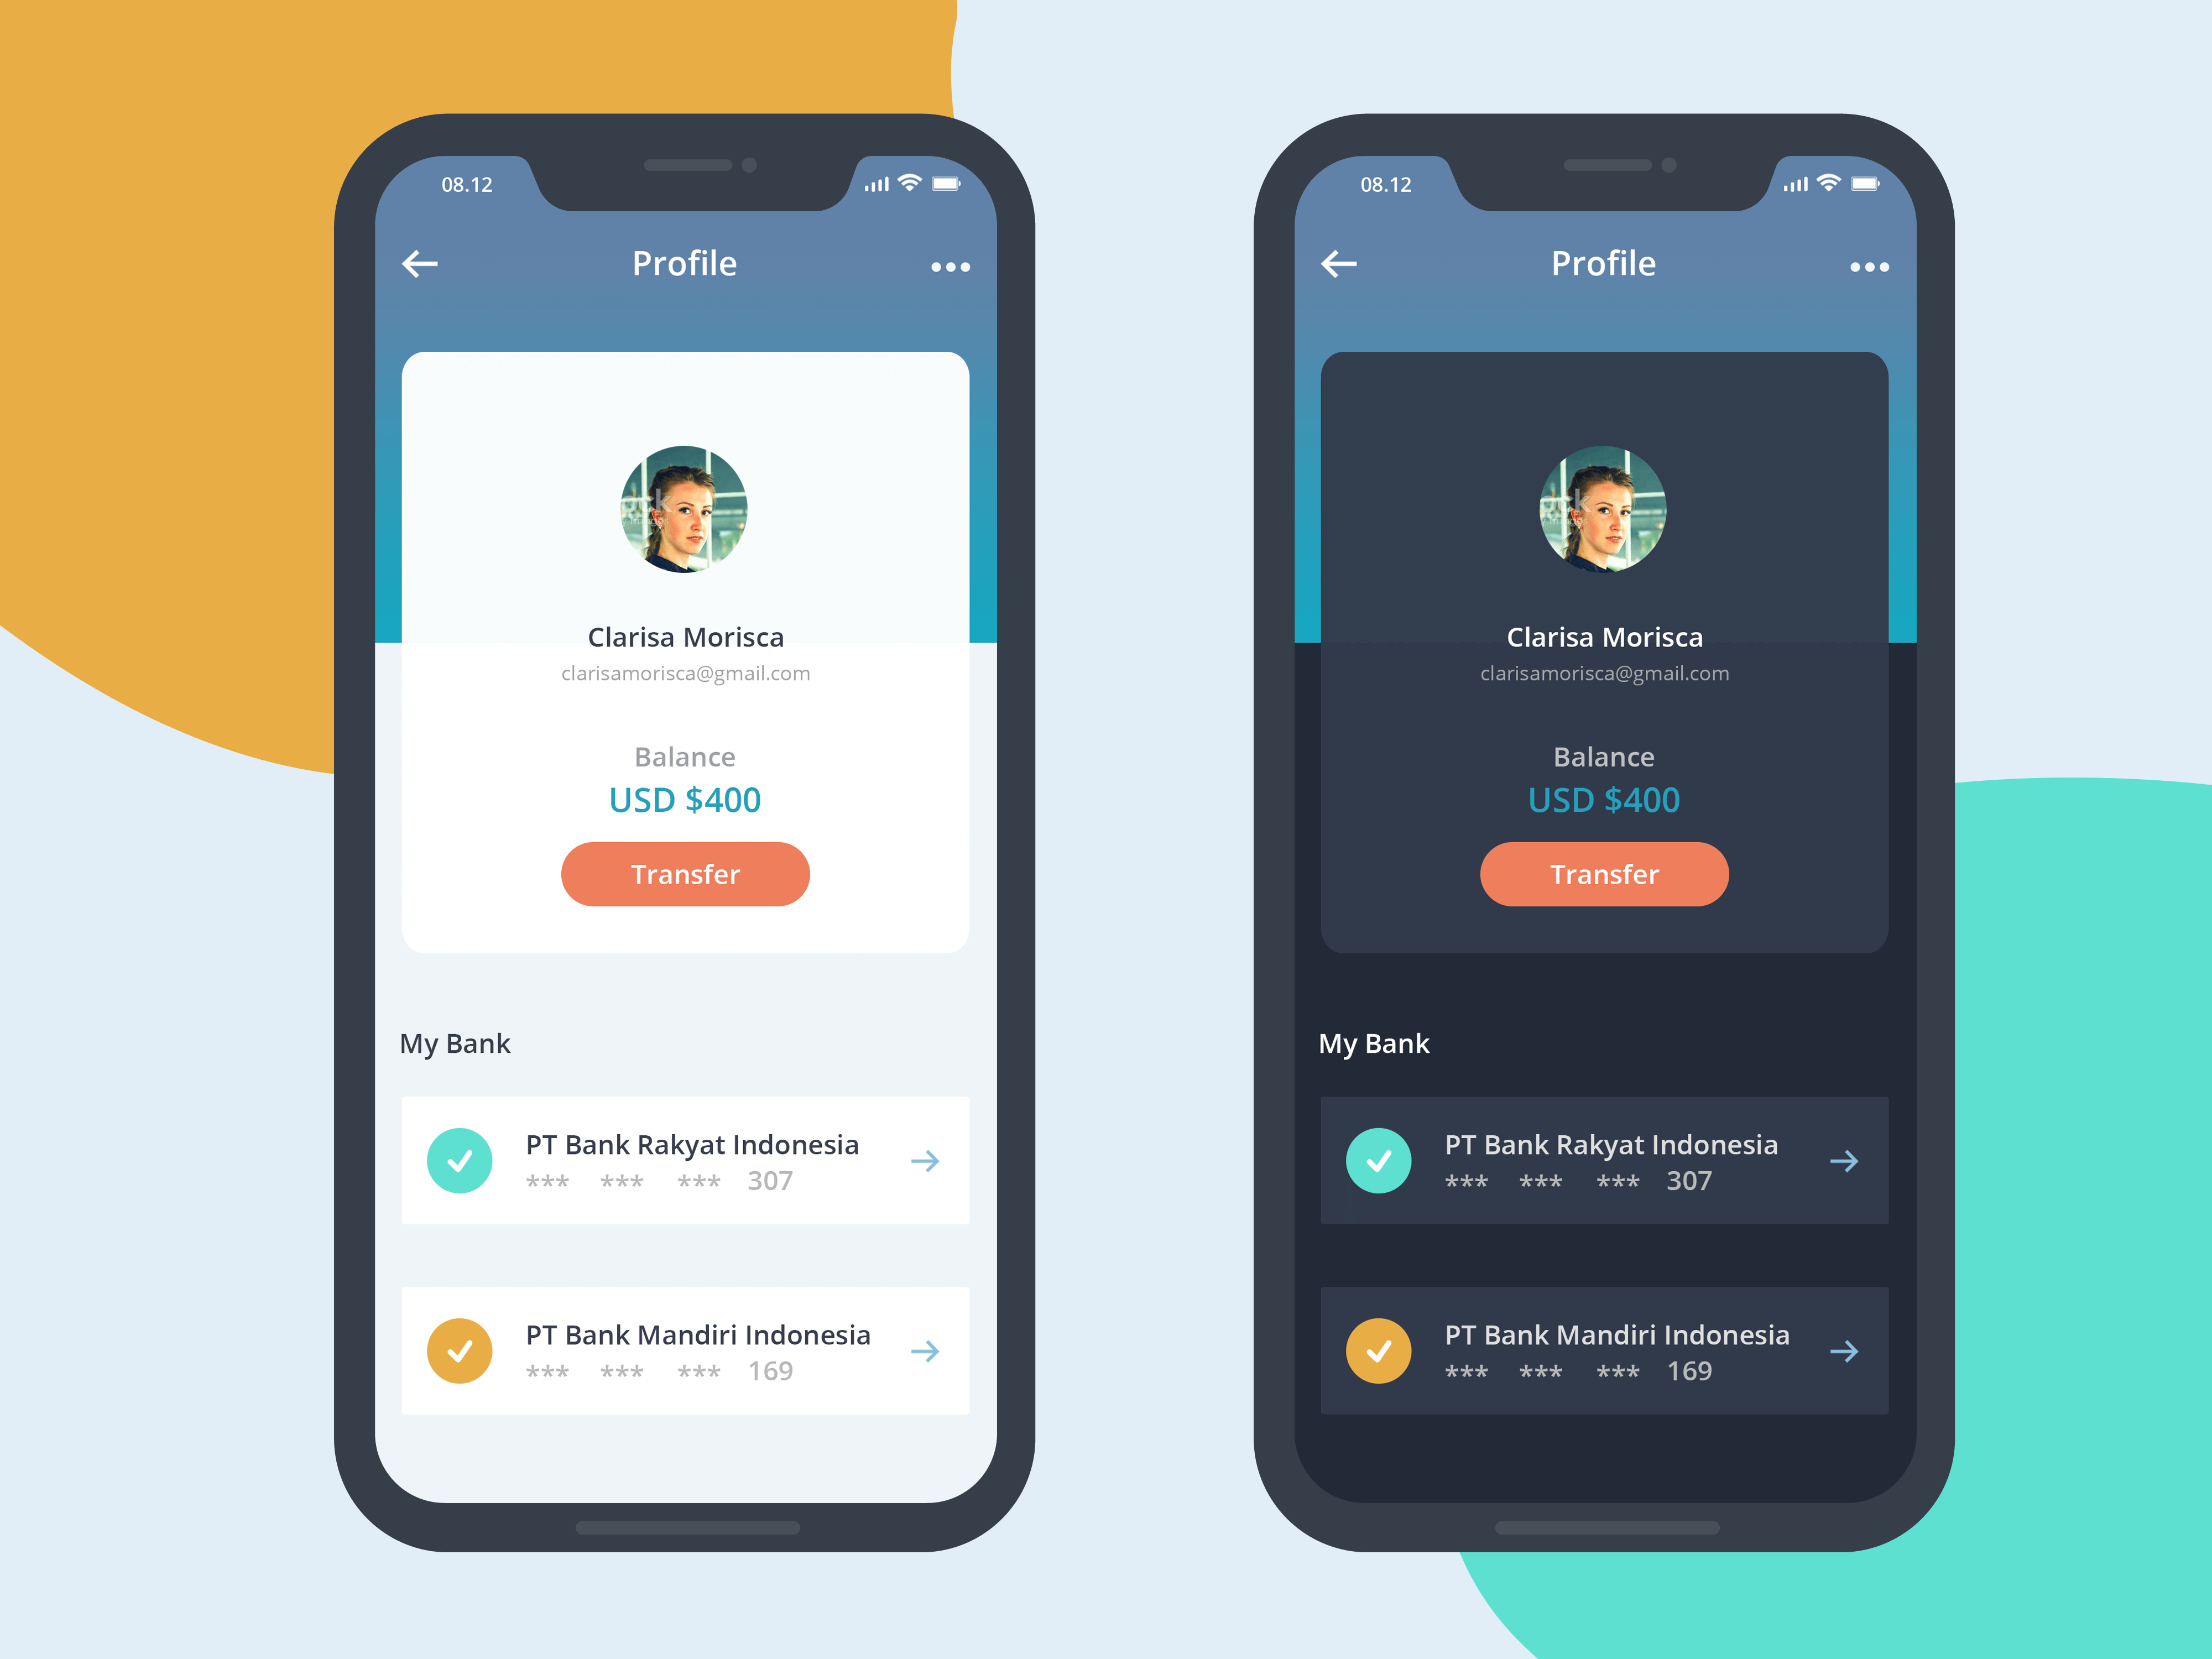 08.12
Profile
Clarisa Morisca
clarisamorisca@gmail.com
Balance
USD $400
Transfer
My Bank
PT Bank Rakyat Indonesia
*** *** *** 307
PT Bank Mandiri Indonesia
*** *** *** 169
08.12
Profile
Clarisa Morisca
clarisamorisca@gmail.com
Balance
USD $400
Transfer
My Bank
PT Bank Rakyat Indonesia
*** *** *** 307
PT Bank Mandiri Indonesia
*** *** *** 169